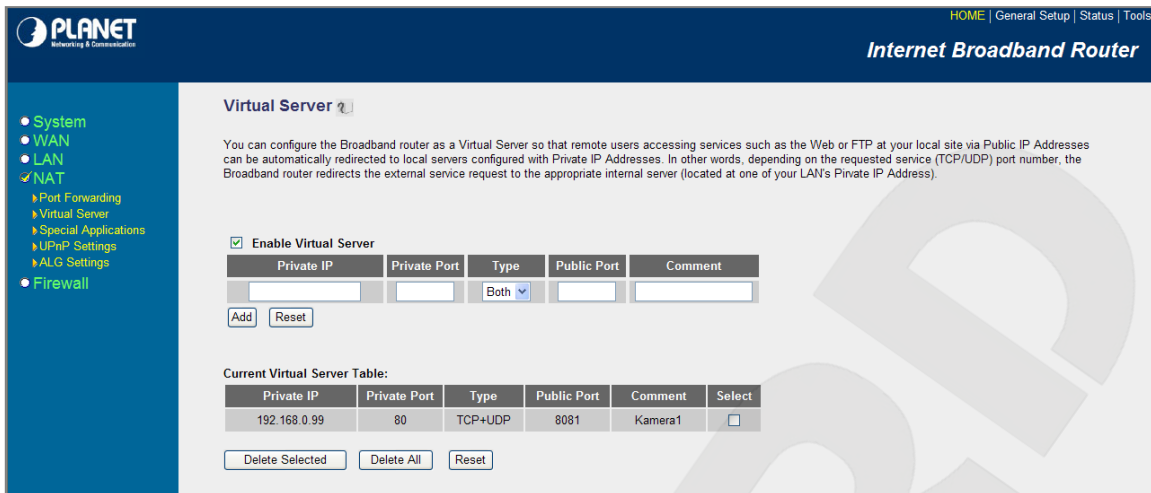 PLANET
Networking & Communication
HOME | General Setup | Status | Tools
Internet Broadband Router
System
WAN
LAN
NAT
Port Forwarding
Virtual Server
Special Applications
UPnP Settings
ALG Settings
Firewall
Virtual Server
You can configure the Broadband router as a Virtual Server so that remote users accessing services such as the Web or FTP at your local site via Public IP Addresses
can be automatically redirected to local servers configured with Private IP Addresses. In other words, depending on the requested service (TCP/UDP) port number, the
Broadband router redirects the external service request to the appropriate internal server (located at one of your LAN's Pivate IP Address).
Enable Virtual Server
Private IP Private Port Type Public Port Comment
Both
Add Reset
Current Virtual Server Table:
Private IP Private Port Type Public Port Comment Select
192.168.0.99 80 TCP+UDP 8081 Kamera1
Delete Selected Delete All Reset